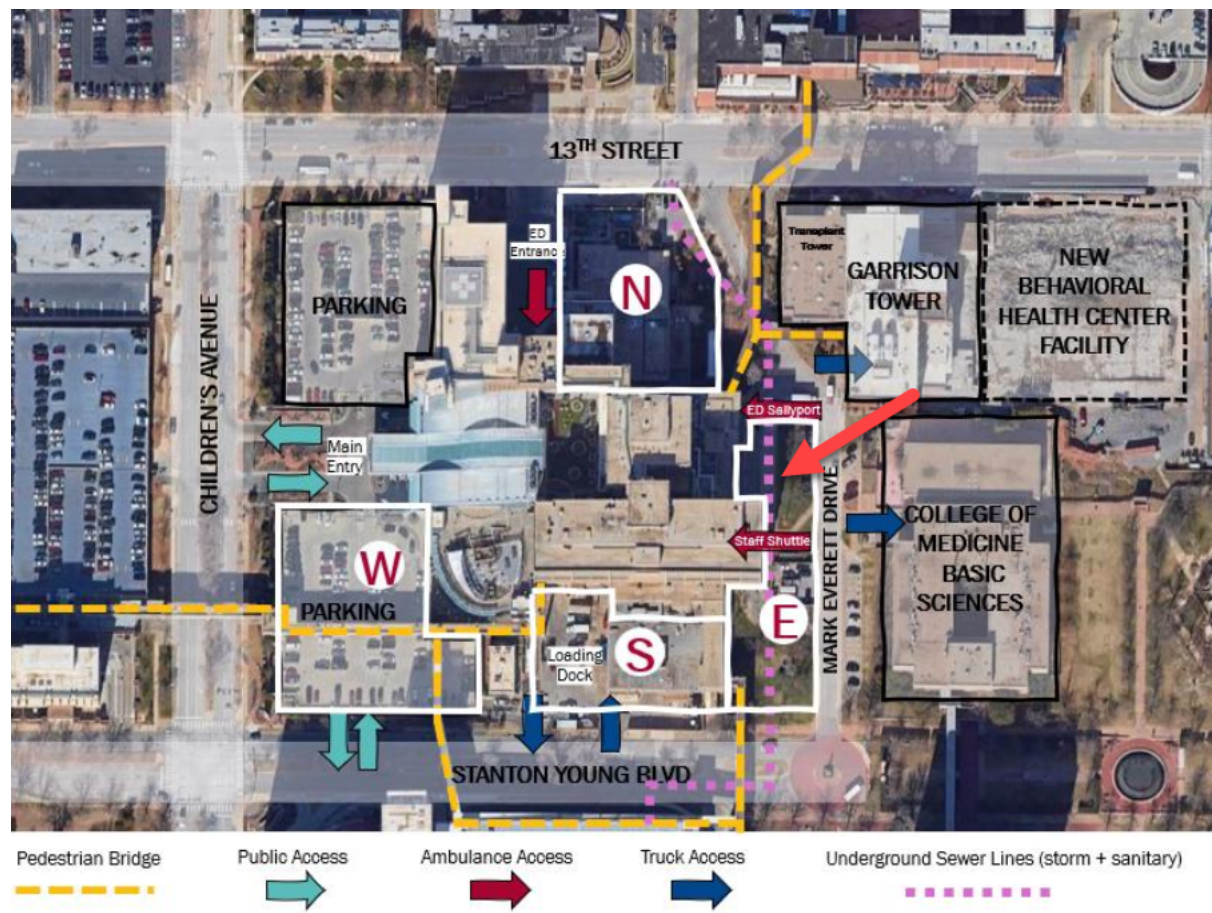 13TH STREET
ED
Entrance
N
Transplant
Tower
GARRISON
TOWER
NEW
BEHAVIORAL
HEALTH CENTER
FACILITY
PARKING
CHILDREN'S AVENUE
Main
Entry
ED Sallyport
MARK EVERETT DRIVE
Staff Shuttle
COLLEGE OF
MEDICINE
BASIC
SCIENCES
W
PARKING
Loading
Dock
S
E
STANTON YOUNG BLVD
Pedestrian Bridge
Public Access
Ambulance Access
Truck Access
Underground Sewer Lines (storm + sanitary)